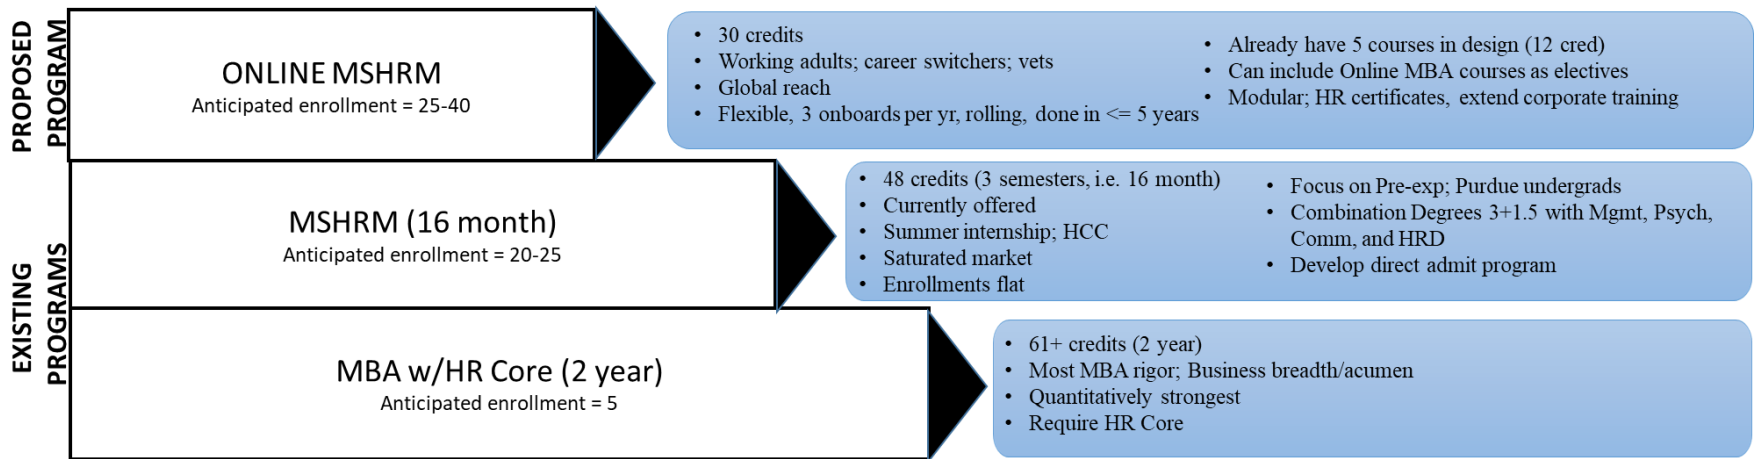 PROPOSED
PROGRAM
ONLINE MSHRM
Anticipated enrollment = 25-40
• 30 credits
• Working adults; career switchers; vets
• Global reach
• Flexible, 3 onboards per yr, rolling, done in <= 5 years
• Already have 5 courses in design (12 cred)
• Can include Online MBA courses as electives
• Modular; HR certificates, extend corporate training
EXISTING
PROGRAMS
MSHRM (16 month)
Anticipated enrollment = 20-25
• 48 credits (3 semesters, i.e. 16 month)
• Currently offered
• Summer internship; HCC
• Saturated market
• Enrollments flat
• Focus on Pre-exp; Purdue undergrads
• Combination Degrees 3+1.5 with Mgmt, Psych,
Comm, and HRD
• Develop direct admit program
MBA w/HR Core (2 year)
Anticipated enrollment = 5
• 61+ credits (2 year)
• Most MBA rigor; Business breadth/acumen
• Quantitatively strongest
• Require HR Core